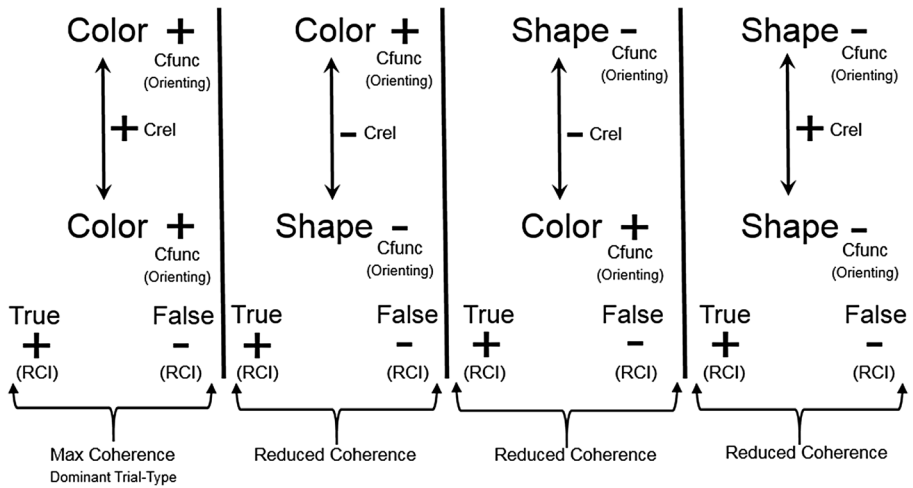 Color +
Cfunc
(Orienting)
+ Crel
Color +
Cfunc
(Orienting)
True
False
+
-
(RCI)
(RCI)
Max Coherence
Dominant Trial-Type
Color +
Cfunc
(Orienting)
- Crel
Shape -
Cfunc
(Orienting)
True
False
+
-
(RCI)
(RCI)
Reduced Coherence
Shape -
Cfunc
(Orienting)
- Crel
Color +
Cfunc
(Orienting)
True
False
+
-
(RCI)
(RCI)
Reduced Coherence
Shape -
Cfunc
(Orienting)
+ Crel
Shape -
Cfunc
(Orienting)
True
False
+
-
(RCI)
(RCI)
Reduced Coherence